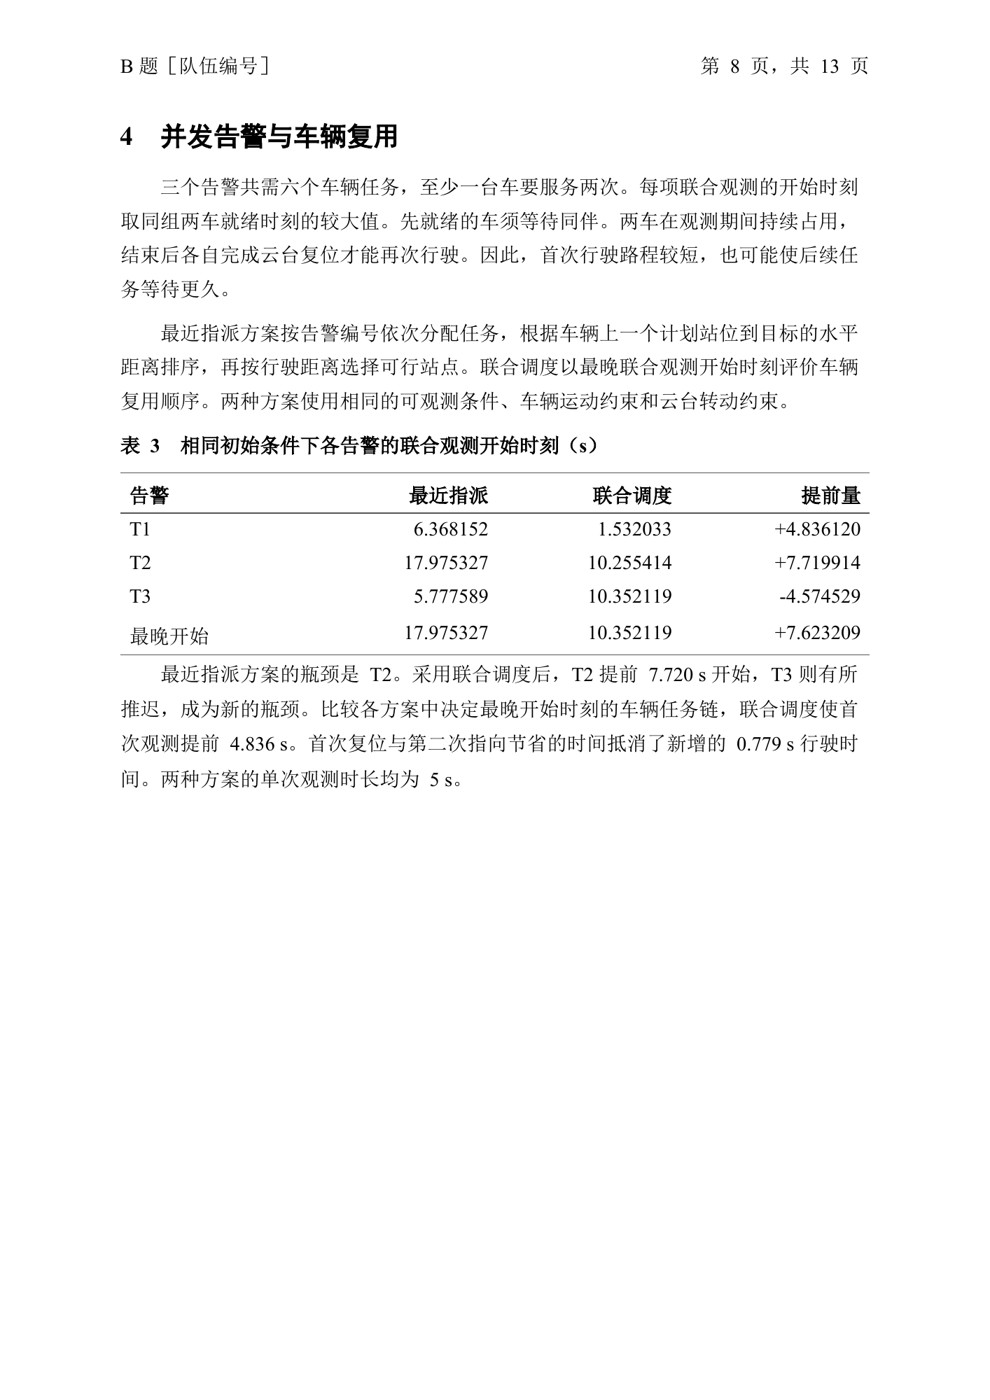 B 题［队伍编号］ 第 8 页，共 13 页
4 并发告警与车辆复用
三个告警共需六个车辆任务，至少一台车要服务两次。每项联合观测的开始时刻
取同组两车就绪时刻的较大值。先就绪的车须等待同伴。两车在观测期间持续占用，
结束后各自完成云台复位才能再次行驶。因此，首次行驶路程较短，也可能使后续任
务等待更久。
最近指派方案按告警编号依次分配任务，根据车辆上一个计划站位到目标的水平
距离排序，再按行驶距离选择可行站点。联合调度以最晚联合观测开始时刻评价车辆
复用顺序。两种方案使用相同的可观测条件、车辆运动约束和云台转动约束。
表 3 相同初始条件下各告警的联合观测开始时刻（s）
告警 最近指派 联合调度 提前量
T1 6.368152 1.532033 +4.836120
T2 17.975327 10.255414 +7.719914
T3 5.777589 10.352119 -4.574529
最晚开始 17.975327 10.352119 +7.623209
最近指派方案的瓶颈是 T2。采用联合调度后，T2 提前 7.720 s 开始，T3 则有所
推迟，成为新的瓶颈。比较各方案中决定最晚开始时刻的车辆任务链，联合调度使首
次观测提前 4.836 s。首次复位与第二次指向节省的时间抵消了新增的 0.779 s 行驶时
间。两种方案的单次观测时长均为 5 s。